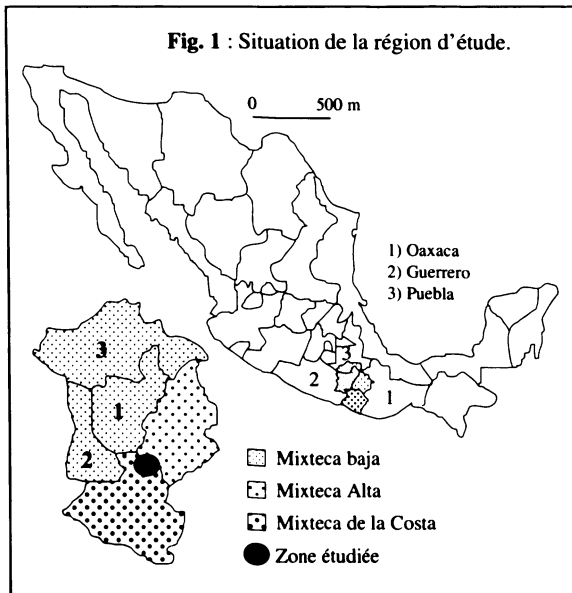 Fig. 1 : Situation de la région d'étude.
0 500 m
1) Oaxaca
2) Guerrero
3) Puebla
3
2
1
3
1
2
Mixteca baja
Mixteca Alta
Mixteca de la Costa
Zone étudiée